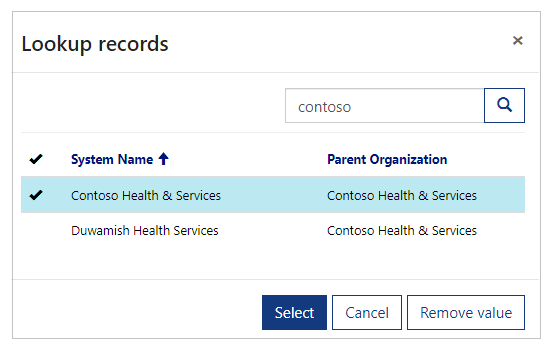 Lookup records
contoso
System Name Parent Organization
Contoso Health & Services Contoso Health & Services
Duwamish Health Services Contoso Health & Services
Select Cancel Remove value